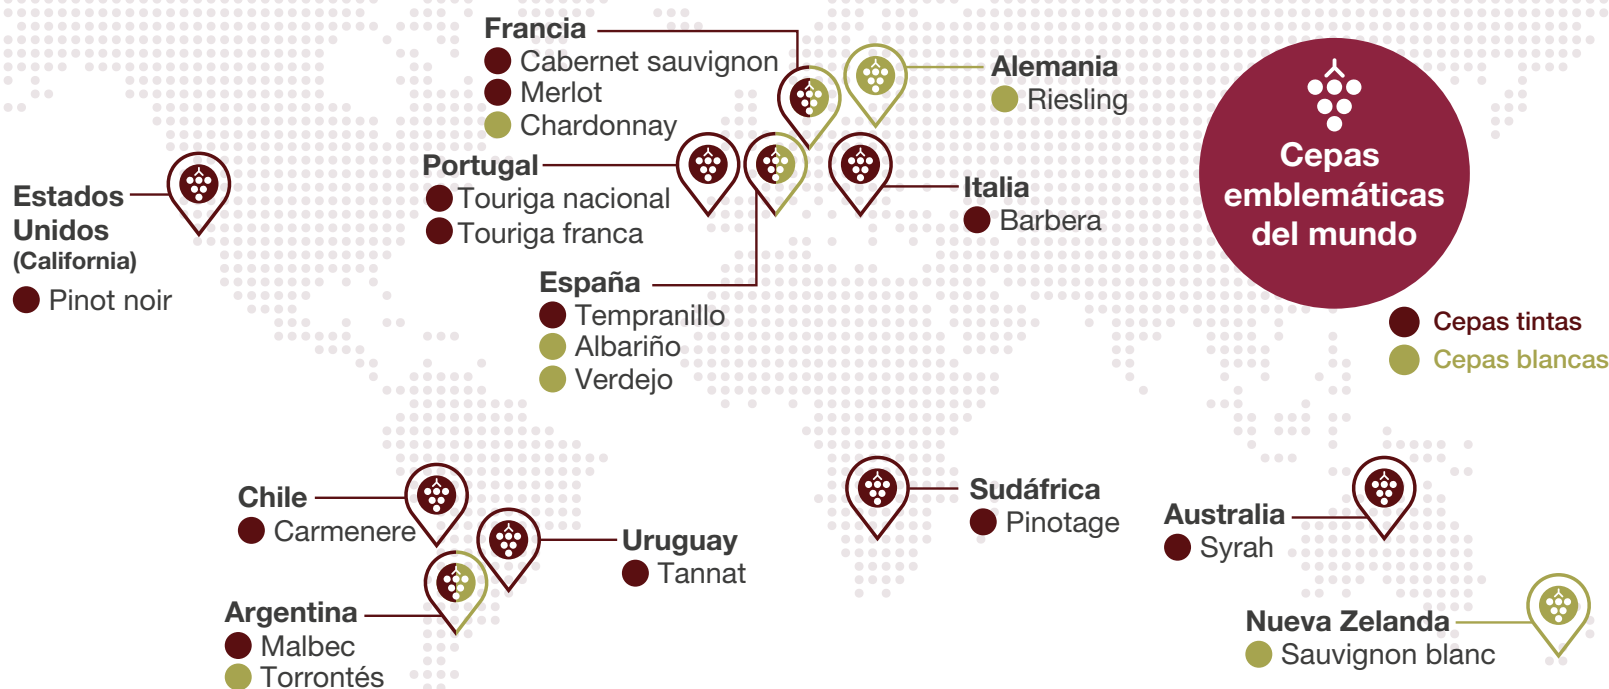 Francia
Cabernet sauvignon
Merlot
Chardonnay
Alemania
Riesling
Portugal
Touriga nacional
Touriga franca
Italia
Barbera
Estados
Unidos
(California)
Pinot noir
España
Tempranillo
Albariño
Verdejo
Cepas
emblemáticas
del mundo
Cepas tintas
Cepas blancas
Chile
Carmenere
Uruguay
Tannat
Argentina
Malbec
Torrontés
Sudáfrica
Pinotage
Australia
Syrah
Nueva Zelanda
Sauvignon blanc